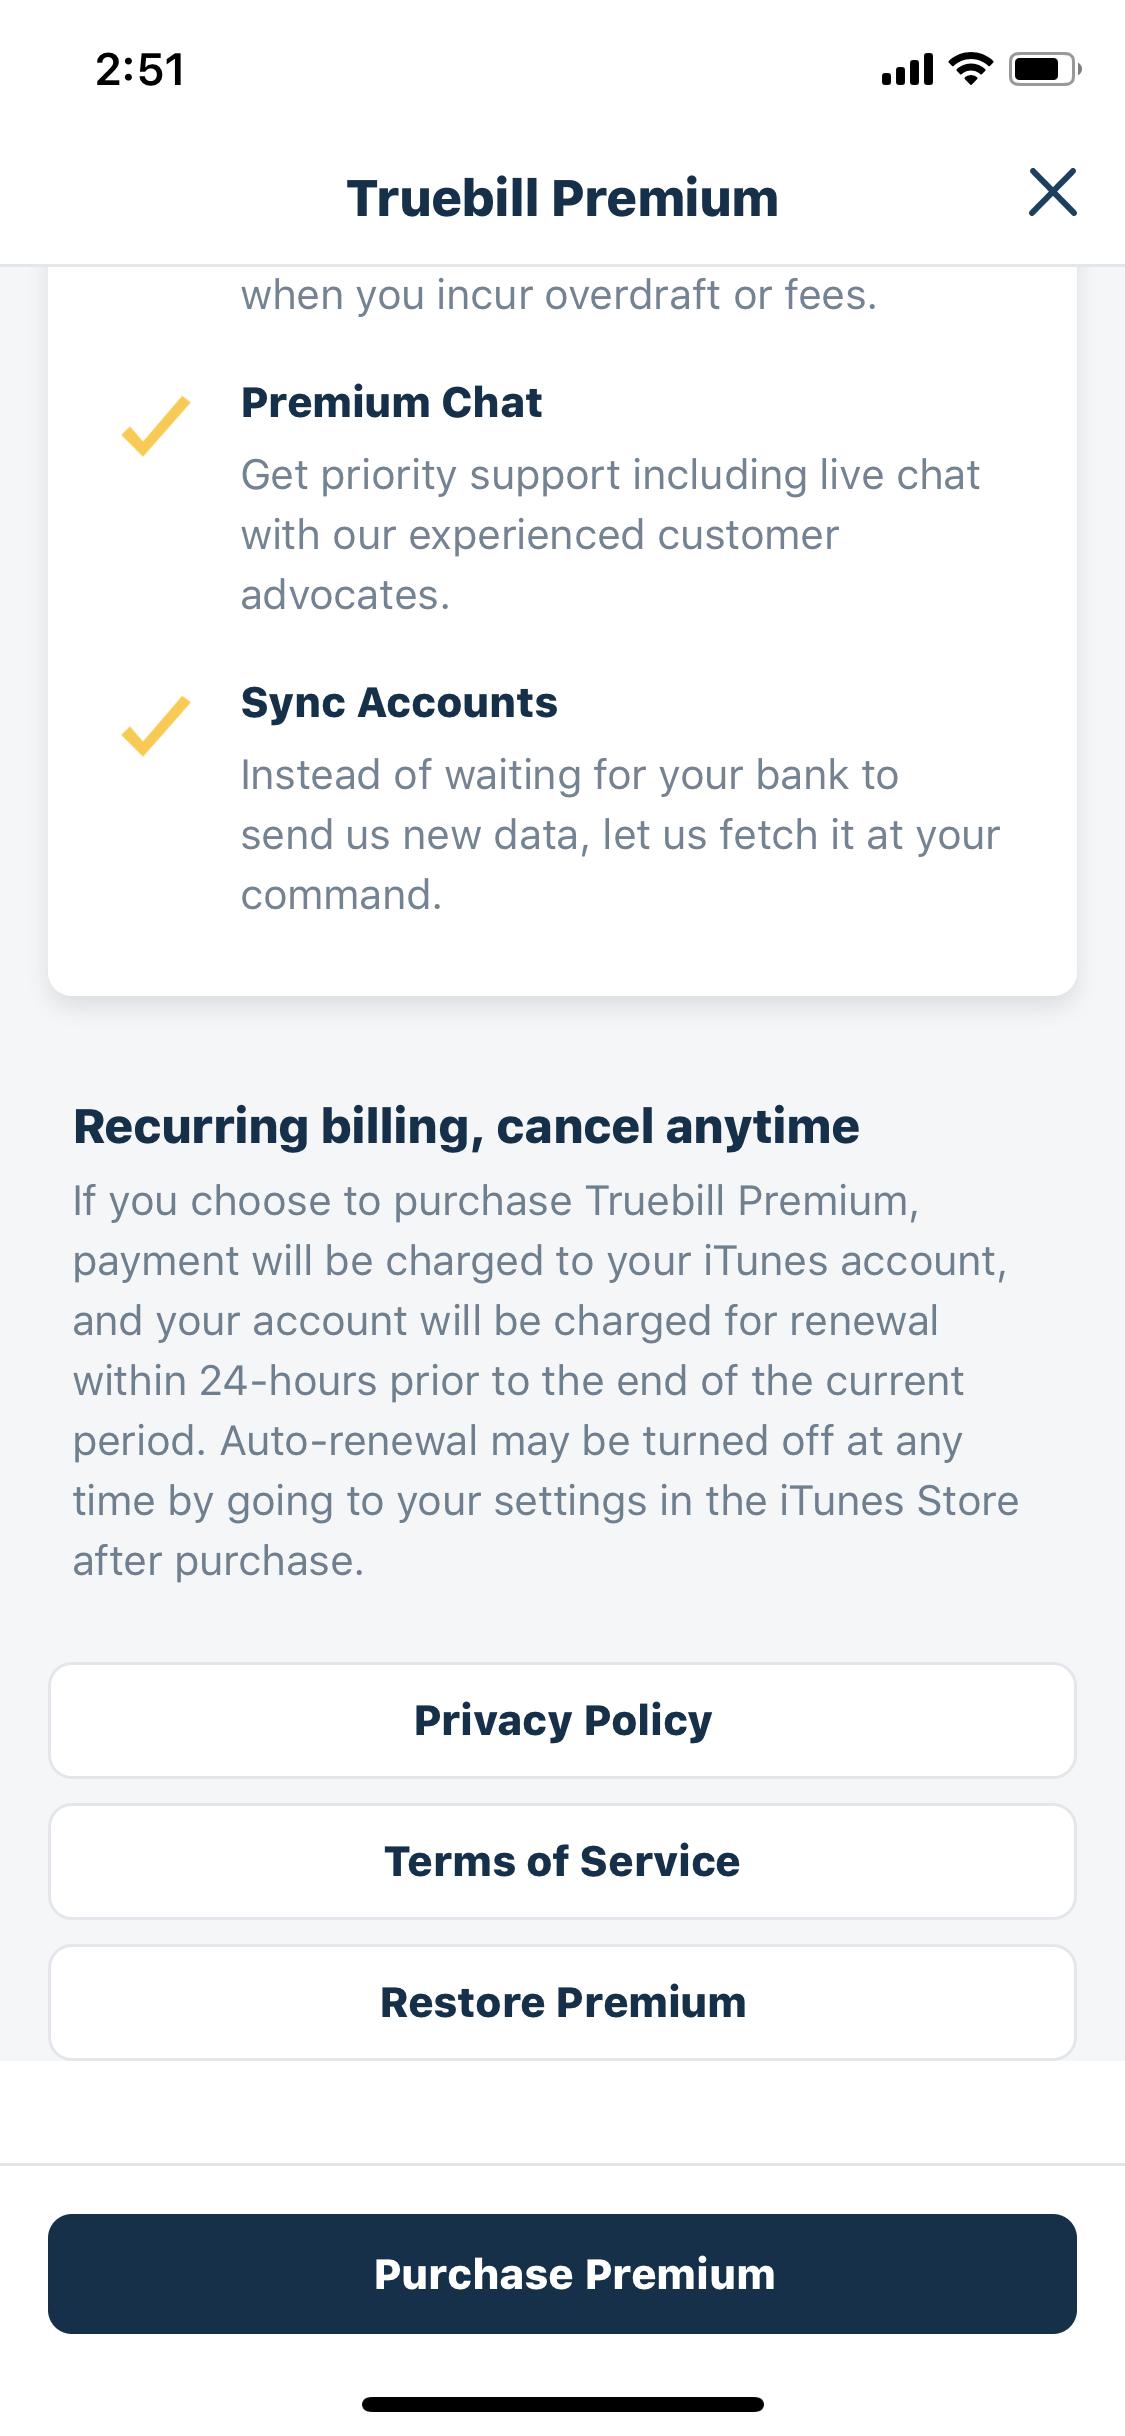 2:51
Truebill Premium
when you incur overdraft or fees.
Premium Chat
Get priority support including live chat
with our experienced customer
advocates.
Sync Accounts
Instead of waiting for your bank to
send us new data, let us fetch it at your
command.
Recurring billing, cancel anytime
If you choose to purchase Truebill Premium,
payment will be charged to your iTunes account,
and your account will be charged for renewal
within 24-hours prior to the end of the current
period. Auto-renewal may be turned off at any
time by going to your settings in the iTunes Store
after purchase.
Privacy Policy
Terms of Service
Restore Premium
Purchase Premium